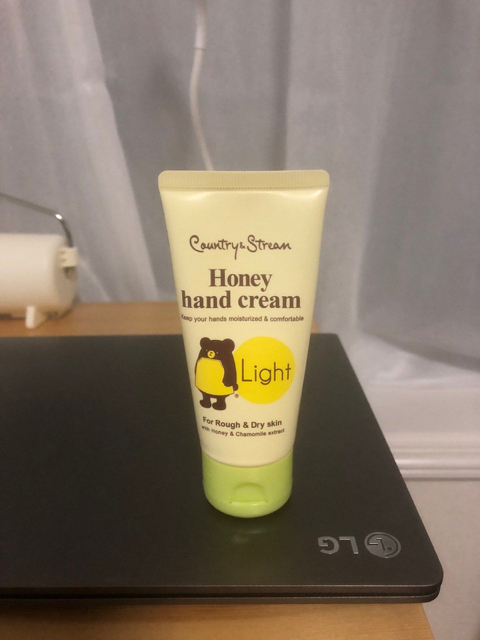 Country & Stream
Honey
hand cream
Keep your hands moisturized & comfortable
Light
For Rough & Dry skin
with Honey & Chamomile extract
LG